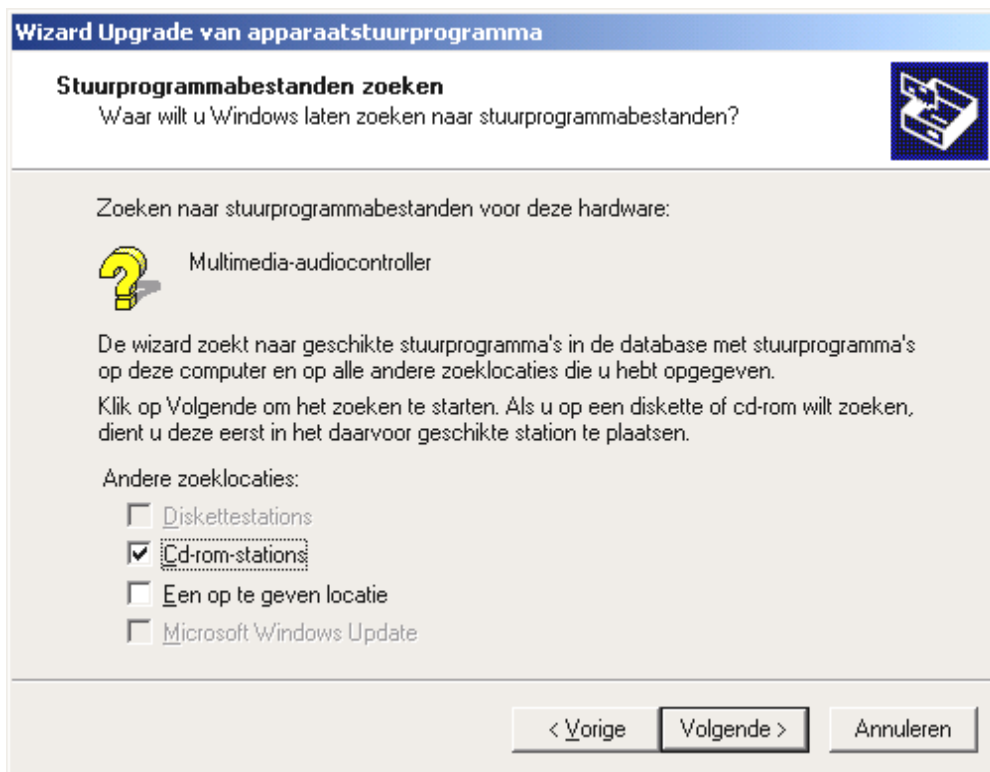 Wizard Upgrade van apparaatstuurprogramma
Stuurprogrammabestanden zoeken
Waar wilt u Windows laten zoeken naar stuurprogrammabestanden?
Zoeken naar stuurprogrammabestanden voor deze hardware:
Multimedia-audiocontroller
De wizard zoekt naar geschikte stuurprogramma's in de database met stuurprogramma's
op deze computer en op alle andere zoeklocaties die u hebt opgegeven.
Klik op Volgende om het zoeken te starten. Als u op een diskette of cd-rom wilt zoeken,
dient u deze eerst in het daarvoor geschikte station te plaatsen.
Andere zoeklocaties:
Diskettestations
Cd-rom-stations
Een op te geven locatie
Microsoft Windows Update
< Vorige
Volgende >
Annuleren